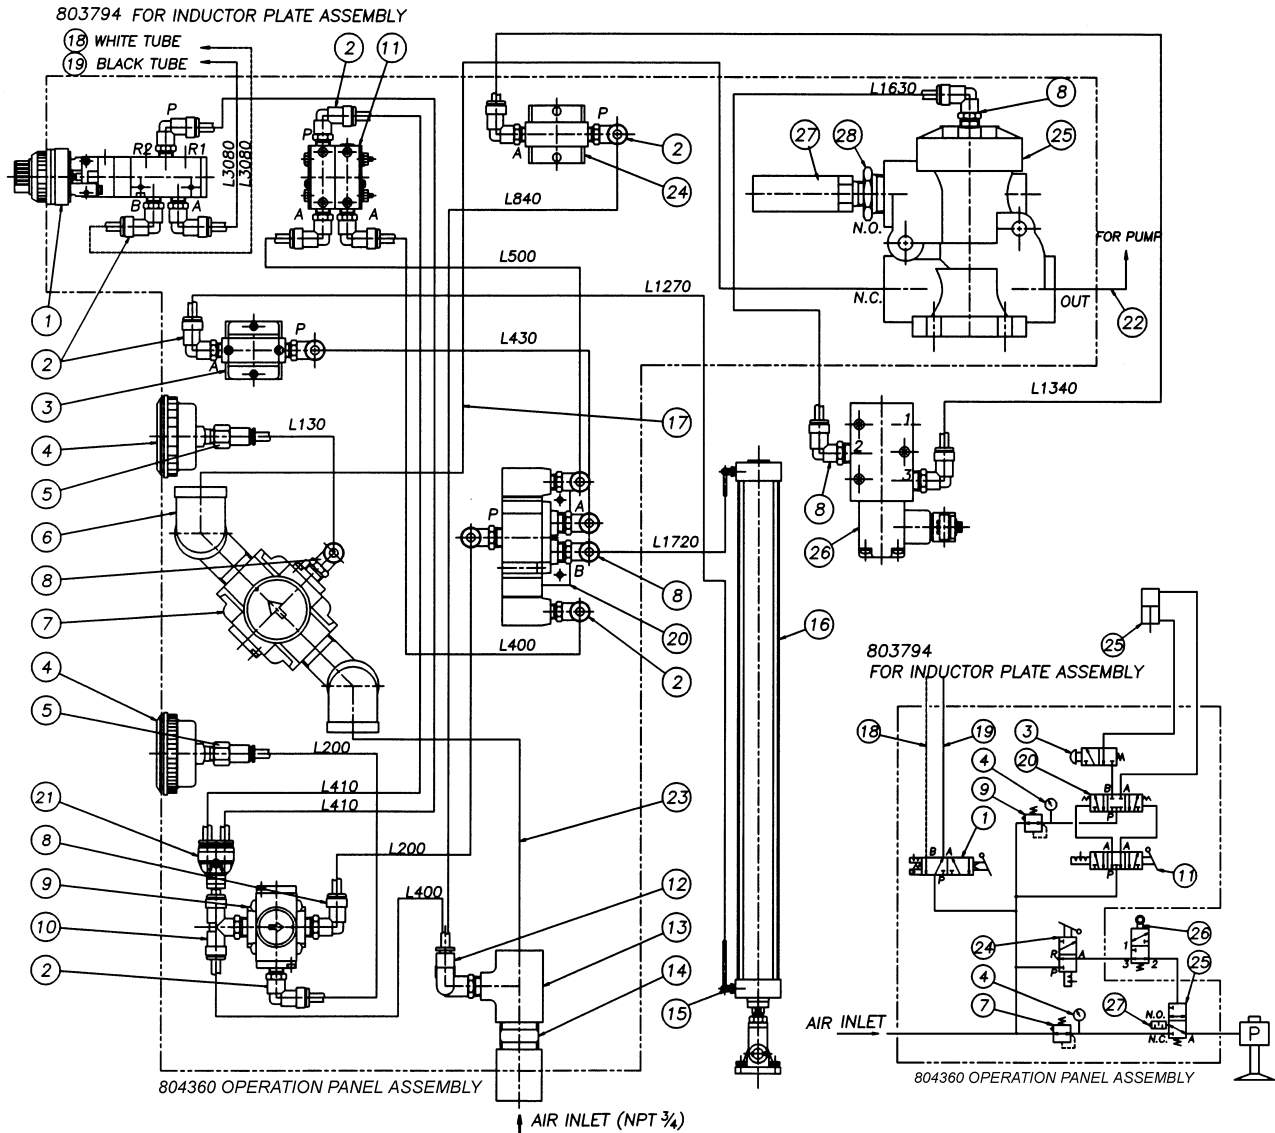 803794 FOR INDUCTOR PLATE ASSEMBLY
18 WHITE TUBE
19 BLACK TUBE
2
11
P
R2
R1
L3080
L3080
B
A
1
2
P
A
A
L500
A
P
2
24
L840
L1630
8
25
27
28
N.O.
N.C.
OUT
FOR PUMP
22
L1270
P
A
L430
3
4
L130
5
6
17
L1340
1
2
3
8
26
P
A
B
L1720
8
20
2
L400
16
8
7
4
5
L200
L410
L410
21
8
9
10
2
L200
L400
23
12
13
14
15
804360 OPERATION PANEL ASSEMBLY
AIR INLET (NPT 3/4)
25
803794
FOR INDUCTOR PLATE ASSEMBLY
18
19
3
4
20
9
1
B A
P
B A
P
A A
P
11
24
R
A
P
1
3 2
26
4
7
25
27
N.O.
N.C.
A
P
AIR INLET
804360 OPERATION PANEL ASSEMBLY